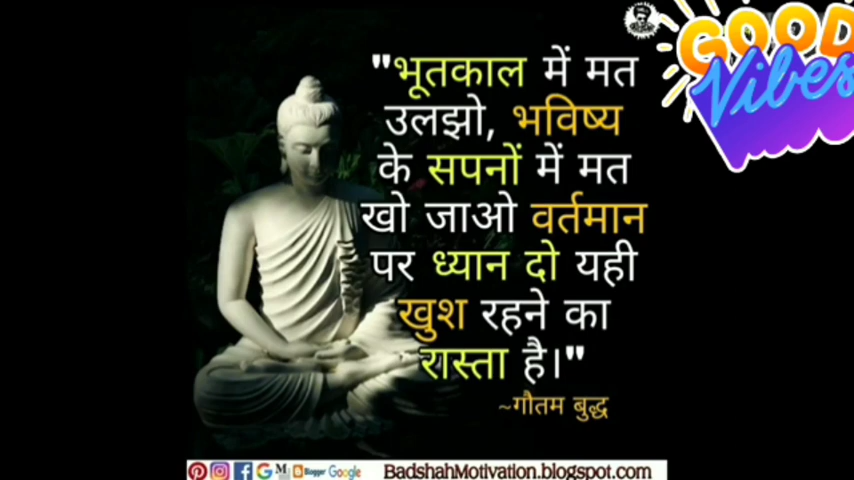 GOOD
Vibes
"भूतकाल में मत
उलझो, भविष्य
के सपनों में मत
खो जाओ वर्तमान
पर ध्यान दो यही
खुश रहने का
रास्ता है।"
~गौतम बुद्ध
Blogger Google BadshahMotivation.blogspot.com